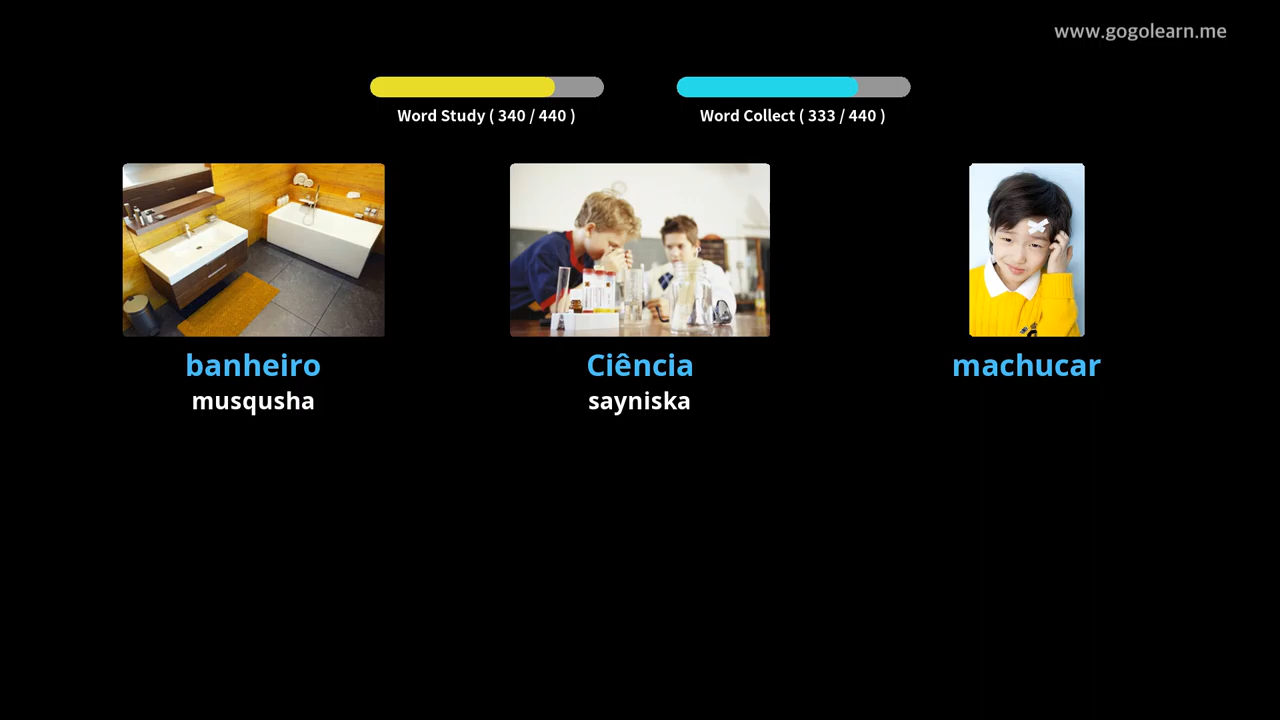 www.gogolearn.me
Word Study ( 340 / 440 )
Word Collect ( 333 / 440 )
banheiro
musqusha
Ciência
sayniska
machucar